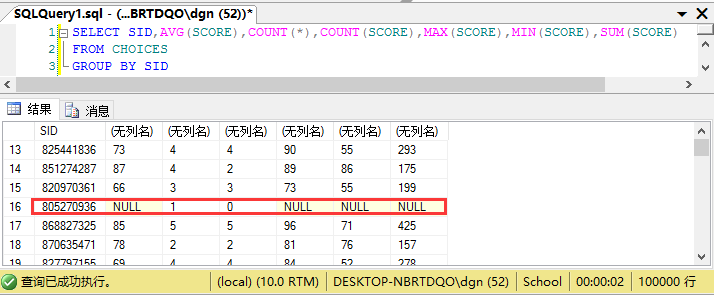 SQLQuery1.sql - (...BRTDQO\dgn (52))*
1 SELECT SID,AVG(SCORE),COUNT(*),COUNT(SCORE),MAX(SCORE),MIN(SCORE),SUM(SCORE)
2 FROM CHOICES
3 GROUP BY SID
结果 消息
SID (无列名) (无列名) (无列名) (无列名) (无列名) (无列名)
13 825441836 73 4 4 90 55 293
14 851274287 87 4 2 89 86 175
15 820970361 66 3 3 73 55 199
16 805270936 NULL 1 0 NULL NULL NULL
17 868827325 85 5 5 96 71 425
18 870635471 78 2 2 81 76 157
19 827797155 69 4 4 84 52 278
查询已成功执行。 (local) (10.0 RTM) DESKTOP-NBRTDQO\dgn (52) School 00:00:02 100000 行